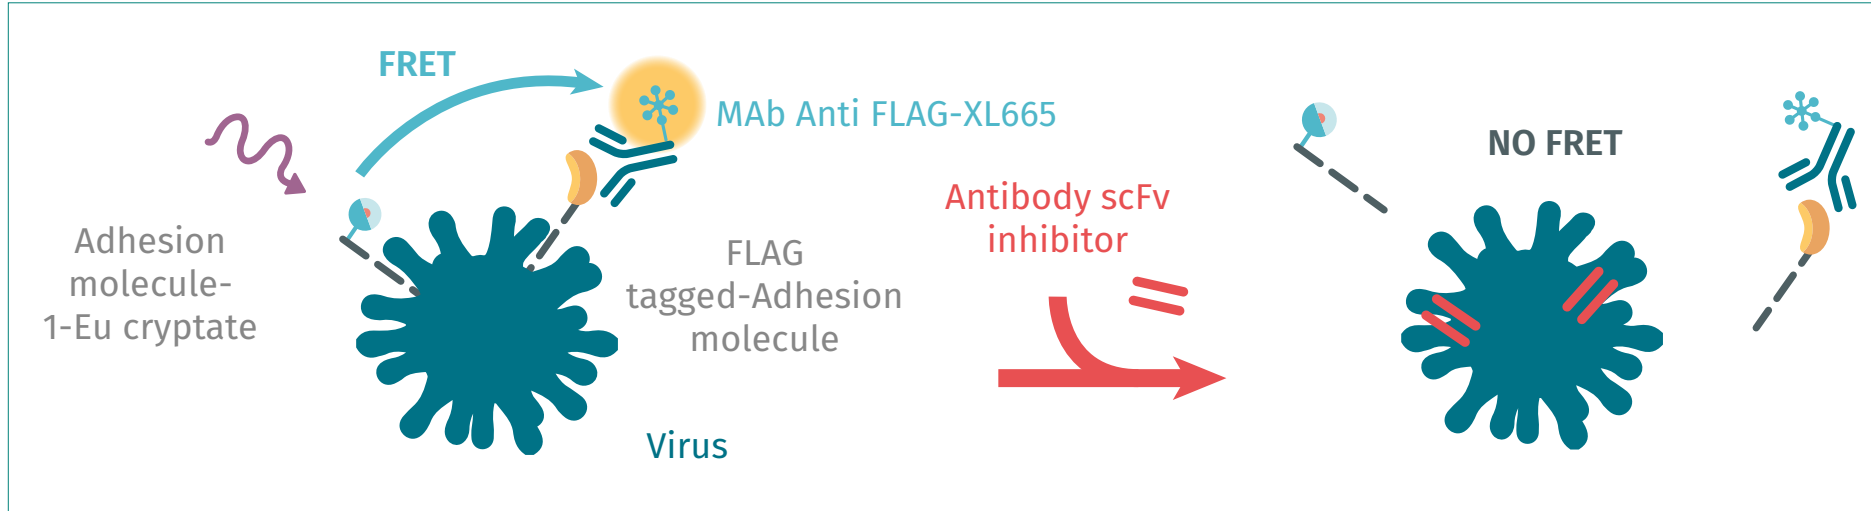 FRET
MAb Anti FLAG-XL665
Adhesion
molecule-
1-Eu cryptate
FLAG
tagged-Adhesion
molecule
Virus
Antibody scFv
inhibitor
NO FRET